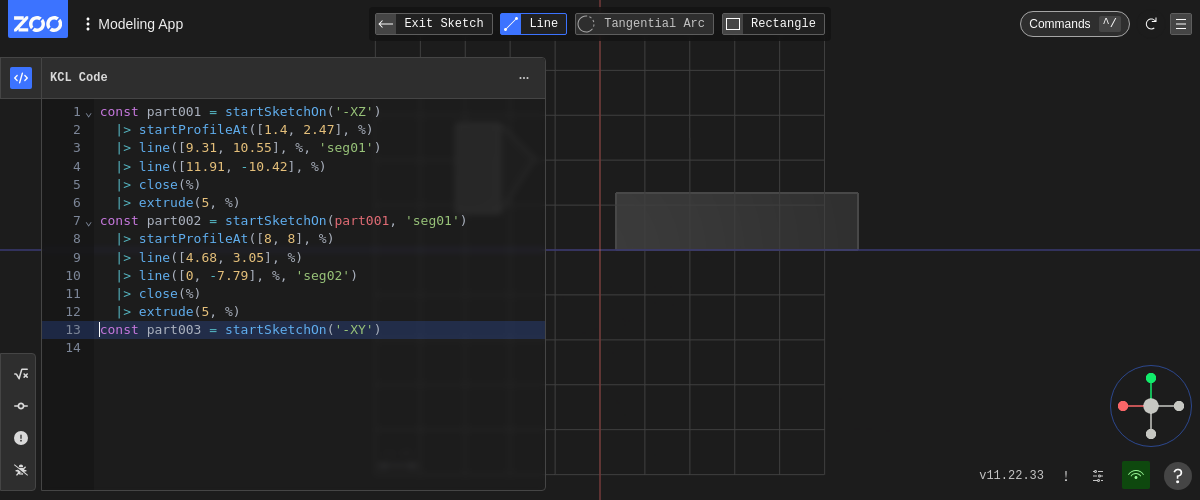 ZOO
Modeling App
Exit Sketch
Line
Tangential Arc
Rectangle
Commands ^/
KCL Code
1 const part001 = startSketchOn('-XZ')
2 |> startProfileAt([1.4, 2.47], %)
3 |> line([9.31, 10.55], %, 'seg01')
4 |> line([11.91, -10.42], %)
5 |> close(%)
6 |> extrude(5, %)
7 const part002 = startSketchOn(part001, 'seg01')
8 |> startProfileAt([8, 8], %)
9 |> line([4.68, 3.05], %)
10 |> line([0, -7.79], %, 'seg02')
11 |> close(%)
12 |> extrude(5, %)
13 const part003 = startSketchOn('-XY')
14
v11.22.33